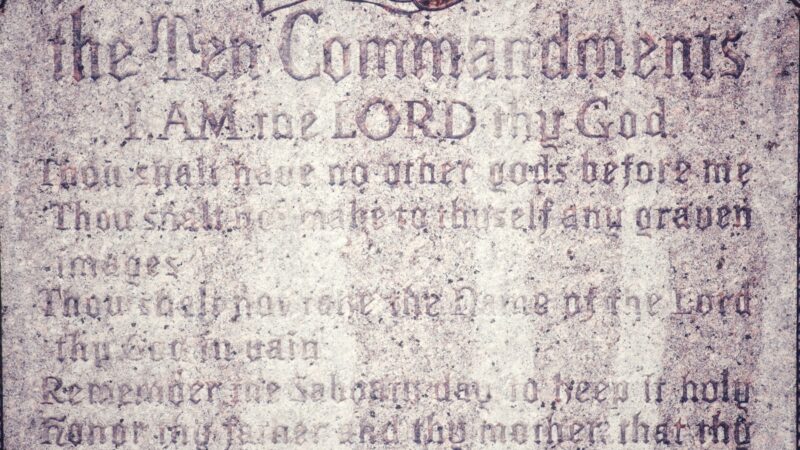 the Ten Commandments
I AM the LORD thy God.
Thou shalt have no other gods before me
Thou shalt not make to thyself any graven
images
Thou shalt not take the Name of the Lord
thy God in vain
Remember the Sabbath day to keep it holy
Honor thy father and thy mother that thy